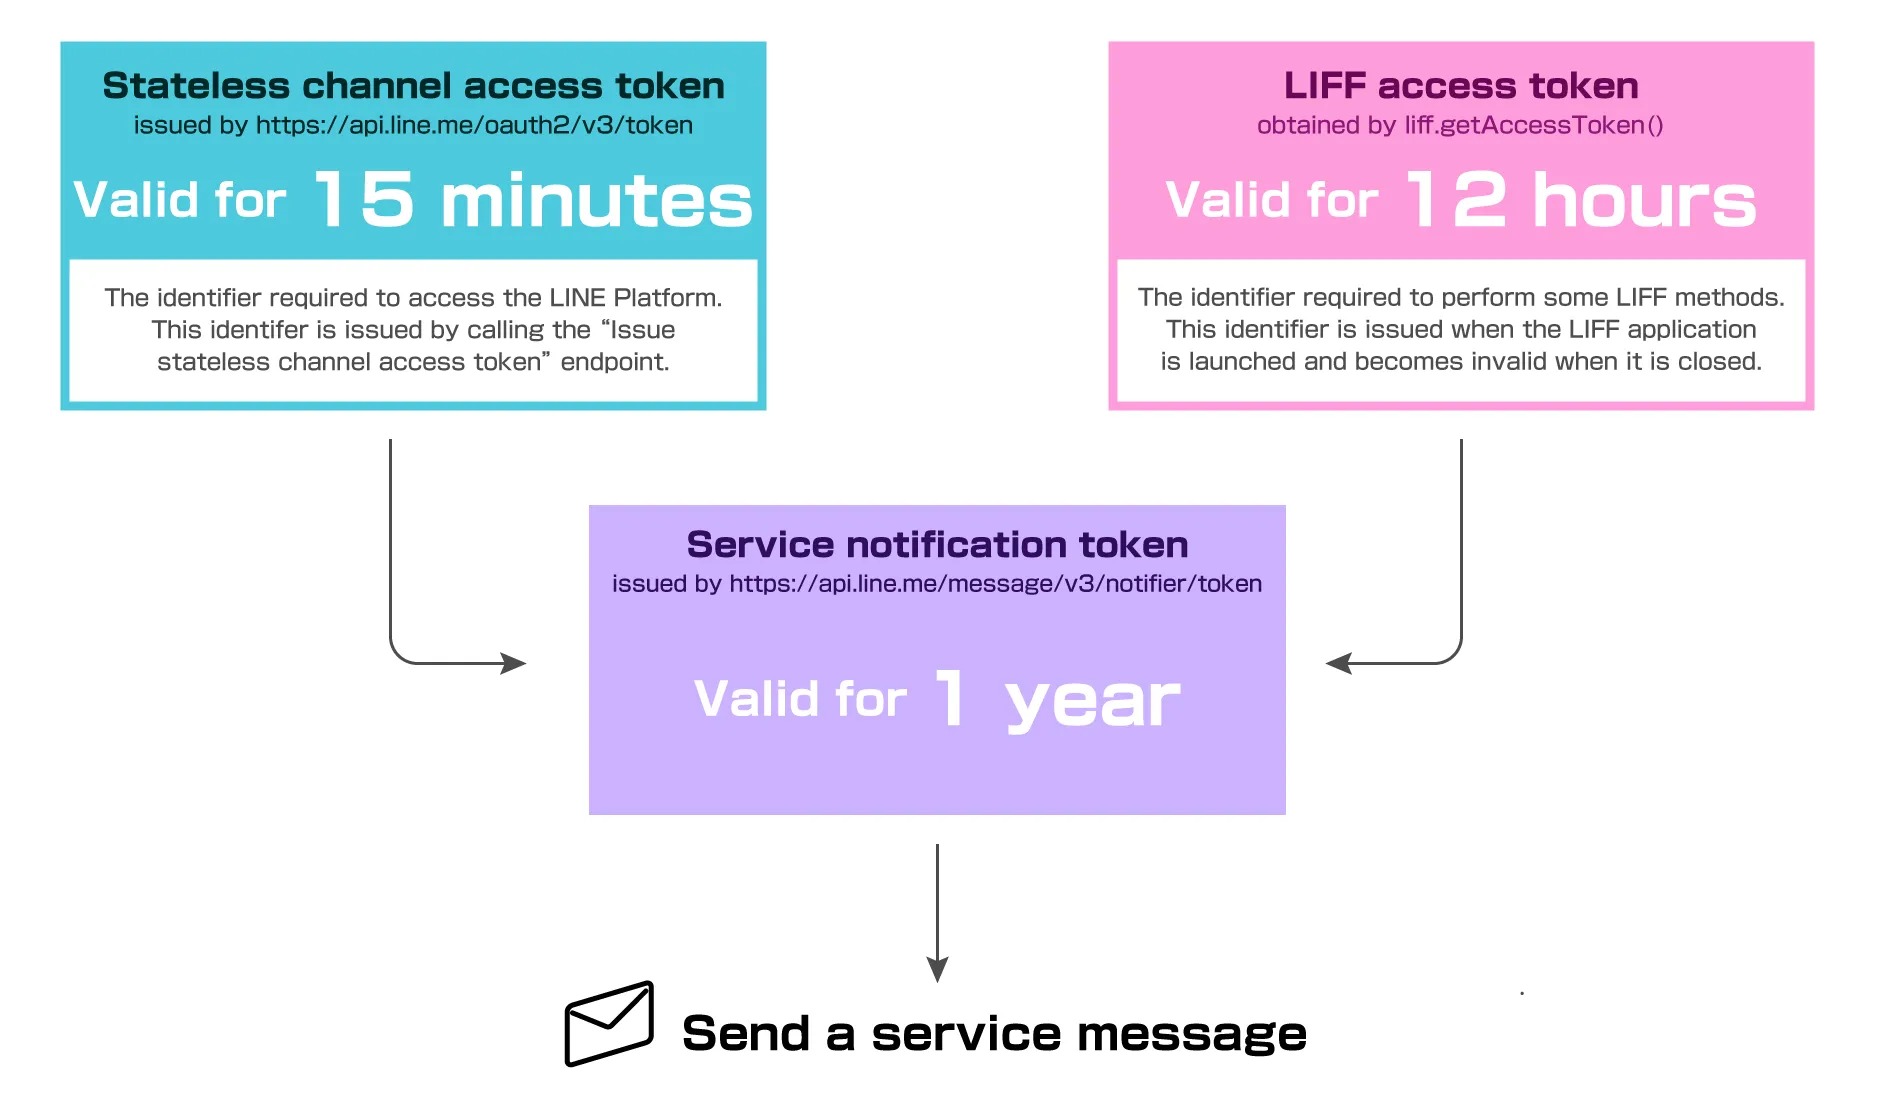 Stateless channel access token
issued by https://api.line.me/oauth2/v3/token
Valid for 15 minutes
The identifier required to access the LINE Platform.
This identifer is issued by calling the “Issue
stateless channel access token” endpoint.
LIFF access token
obtained by liff.getAccessToken()
Valid for 12 hours
The identifier required to perform some LIFF methods.
This identifier is issued when the LIFF application
is launched and becomes invalid when it is closed.
Service notification token
issued by https://api.line.me/message/v3/notifier/token
Valid for 1 year
Send a service message